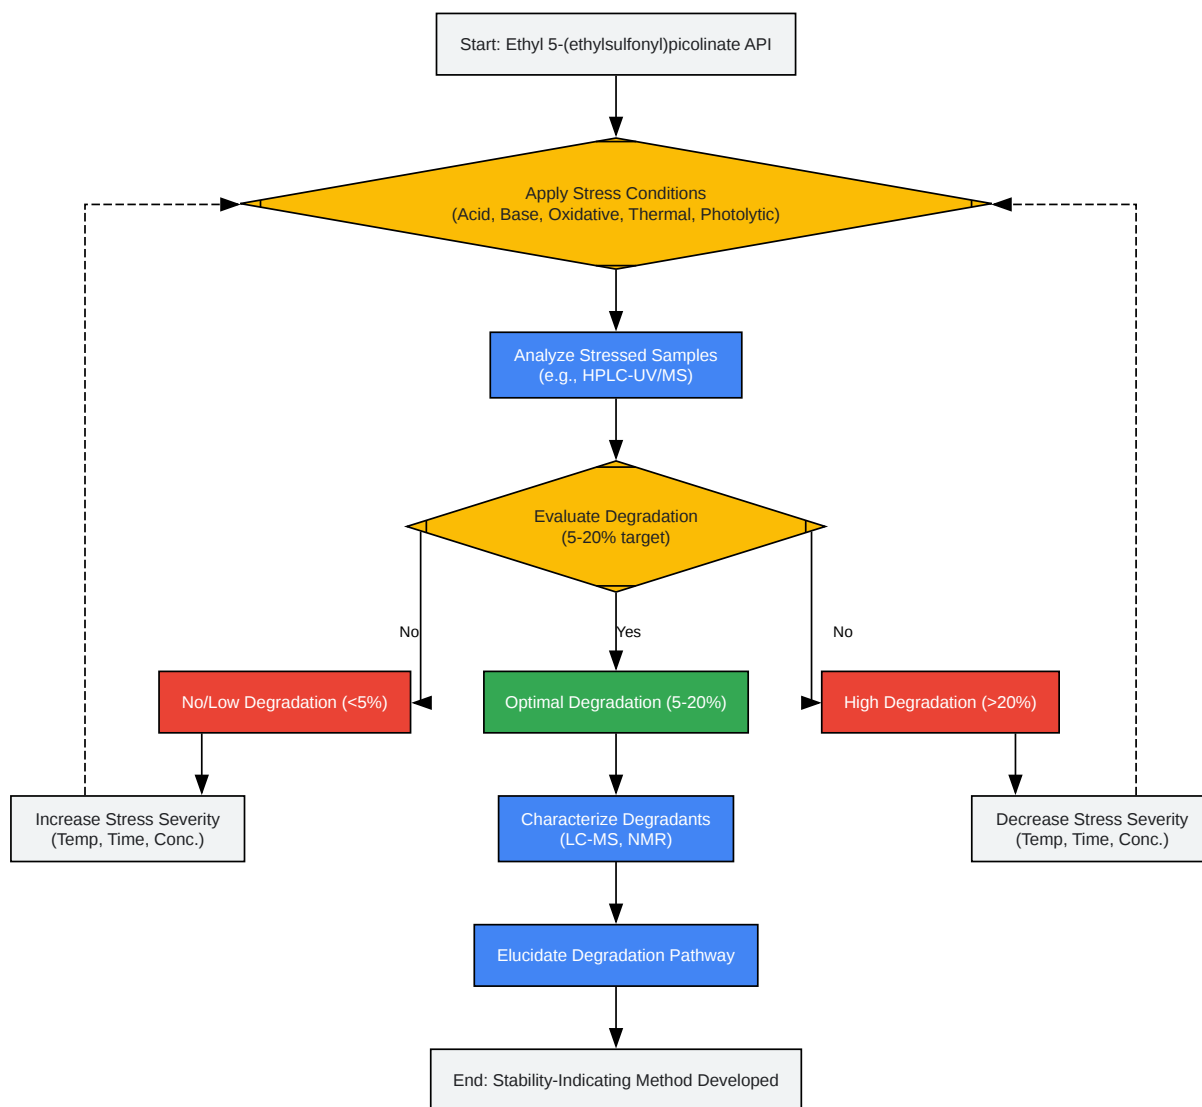 Start: Ethyl 5-(ethylsulfonyl)picolinate API
Apply Stress Conditions
(Acid, Base, Oxidative, Thermal, Photolytic)
Analyze Stressed Samples
(e.g., HPLC-UV/MS)
Evaluate Degradation
(5-20% target)
No
Yes
No
No/Low Degradation (<5%)
Optimal Degradation (5-20%)
High Degradation (>20%)
Increase Stress Severity
(Temp, Time, Conc.)
Characterize Degradants
(LC-MS, NMR)
Decrease Stress Severity
(Temp, Time, Conc.)
Elucidate Degradation Pathway
End: Stability-Indicating Method Developed